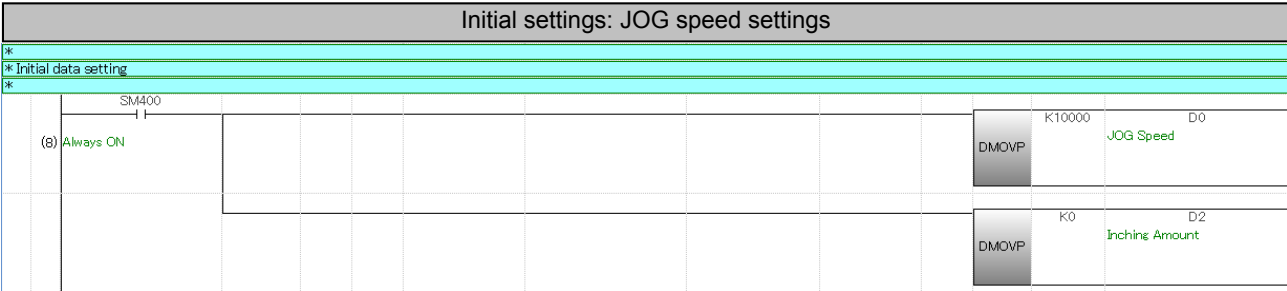 Initial settings: JOG speed settings
*
* Initial data setting
*
SM400
K10000 D0
(8) Always ON
JOG Speed
DMOVP
K0 D2
Inching Amount
DMOVP